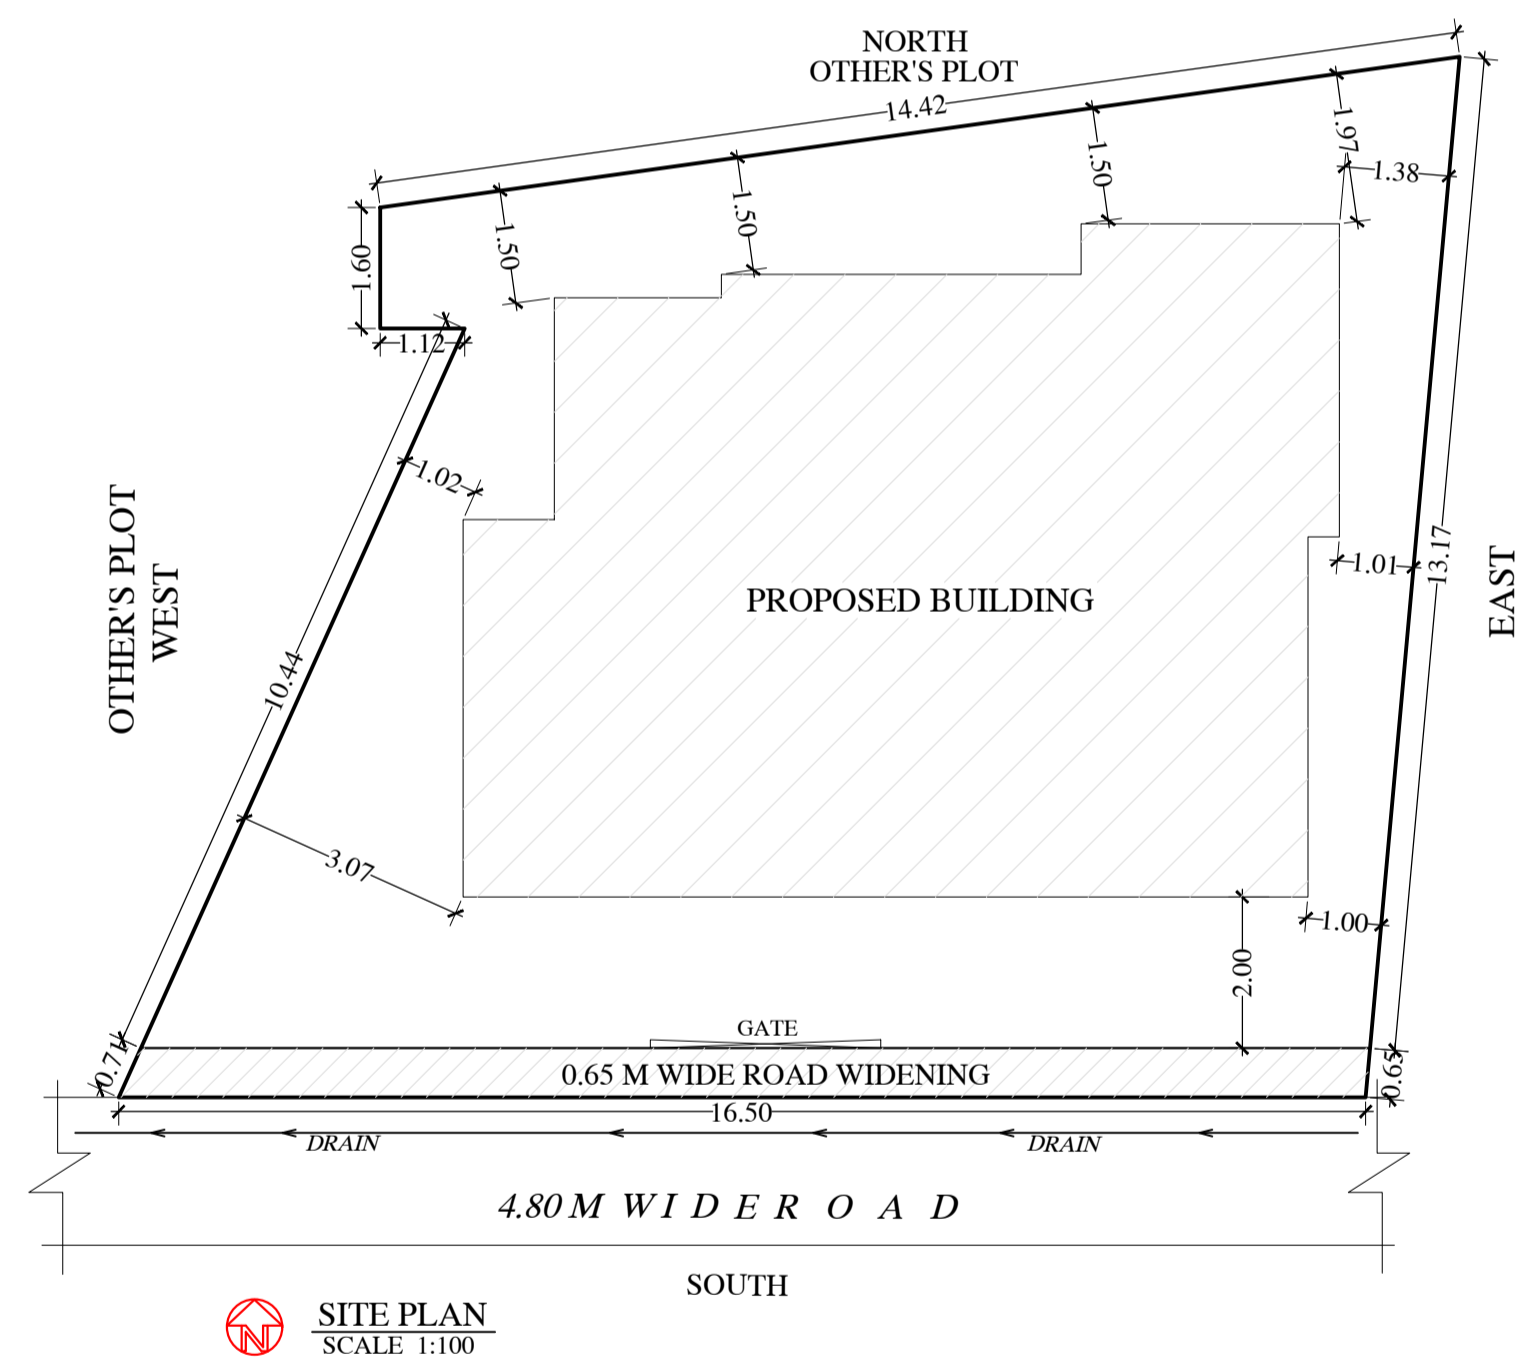 NORTH
OTHER'S PLOT
14.42
1.97
1.38
1.50
1.50
1.50
1.60
1.12
1.02
OTHER'S PLOT
WEST
10.44
PROPOSED BUILDING
1.01
13.17
EAST
3.07
1.00
2.00
GATE
0.71
0.65 M WIDE ROAD WIDENING
0.65
16.50
DRAIN
DRAIN
4.80 M WIDE ROAD
SOUTH
N
SITE PLAN
SCALE 1:100